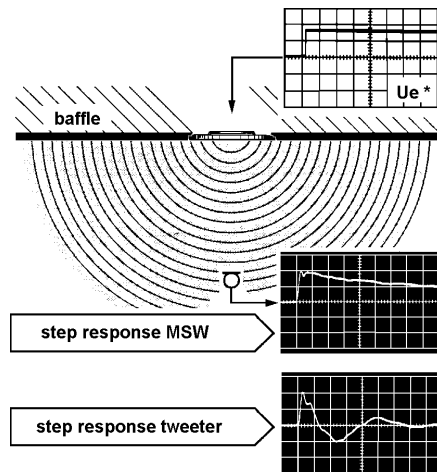 Ue *
baffle
step response MSW
step response tweeter